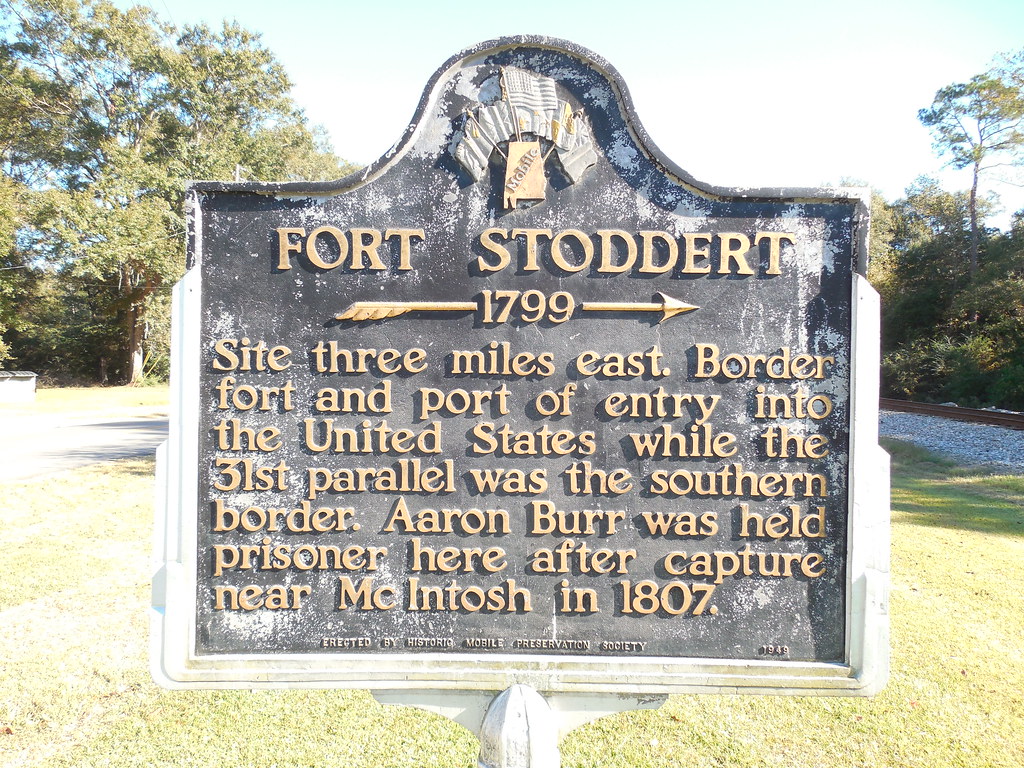 Mobile
FORT STODDERT
1799
Site three miles east. Border
fort and port of entry into
the United States while the
31st parallel was the southern
border. Aaron Burr was held
prisoner here after capture
near Mc Intosh in 1807.
ERECTED BY HISTORIC MOBILE PRESERVATION SOCIETY 1949